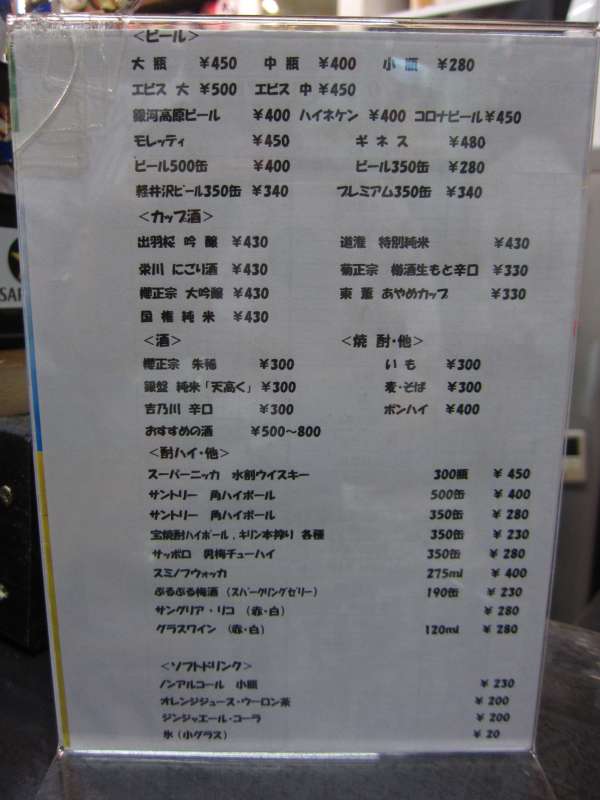 <ビール>
大 瓶 ¥450 中 瓶 ¥400 小 瓶 ¥280
エビス 大 ¥500 エビス 中 ¥450
銀河高原ビール ¥400 ハイネケン ¥400 コロナビール¥450
モレッティ ¥450 ギネス ¥480
ビール500缶 ¥400 ビール350缶 ¥280
軽井沢ビール350缶 ¥340 プレミアム350缶 ¥340
<カップ酒>
出羽桜 吟 醸 ¥430 道灌 特別純米 ¥430
栄川 にごり酒 ¥430 菊正宗 樽酒生もと辛口 ¥330
櫻正宗 大吟醸 ¥430 東 薫 あやめカップ ¥330
国 権 純 米 ¥430
<酒> <焼 酎・他>
櫻正宗 朱稀 ¥300 いも ¥300
銀盤 純米「天高く」 ¥300 麦・そば ¥300
吉乃川 辛口 ¥300 ボンハイ ¥400
おすすめの酒 ¥500〜800
<酎ハイ・他>
スーパーニッカ 水割ウイスキー 300瓶 ¥ 450
サントリー 角ハイボール 500缶 ¥ 400
サントリー 角ハイボール 350缶 ¥ 280
宝焼酎ハイボール,キリン本搾り 各種 350缶 ¥ 230
サッポロ 男梅チューハイ 350缶 ¥ 280
スミノフウォッカ 275ml ¥ 400
ぷるぷる梅酒 (スパークリングゼリー) 190缶 ¥ 230
サングリア・リコ (赤・白) ¥ 280
グラスワイン (赤・白) 120ml ¥ 280
<ソフトドリンク>
ノンアルコール 小瓶 ¥ 230
オレンジジュース・ウーロン茶 ¥ 200
ジンジャエール・コーラ ¥ 200
氷 (小グラス) ¥ 20